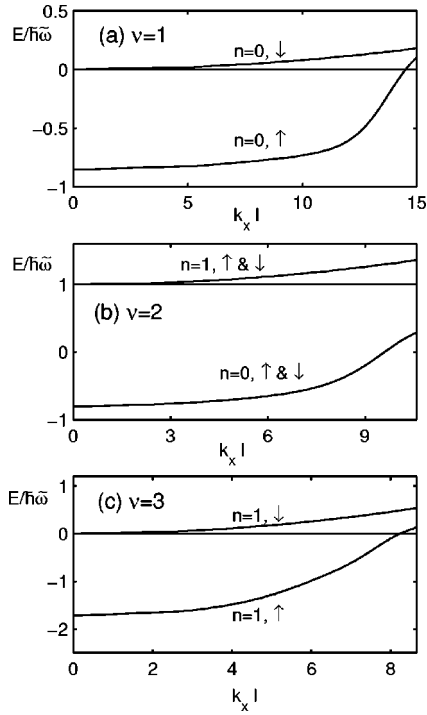 0.5
E/ħω̃
(a) ν=1
n=0, ↓
0
−0.5
n=0, ↑
−1
0 5 10 15
kₓ l
E/ħω̃
n=1, ↑ & ↓
1
(b) ν=2
0
n=0, ↑ & ↓
−1
0 3 6 9
kₓ l
E/ħω̃
1
(c) ν=3
n=1, ↓
0
−1
n=1, ↑
−2
0 2 4 6 8
kₓ l